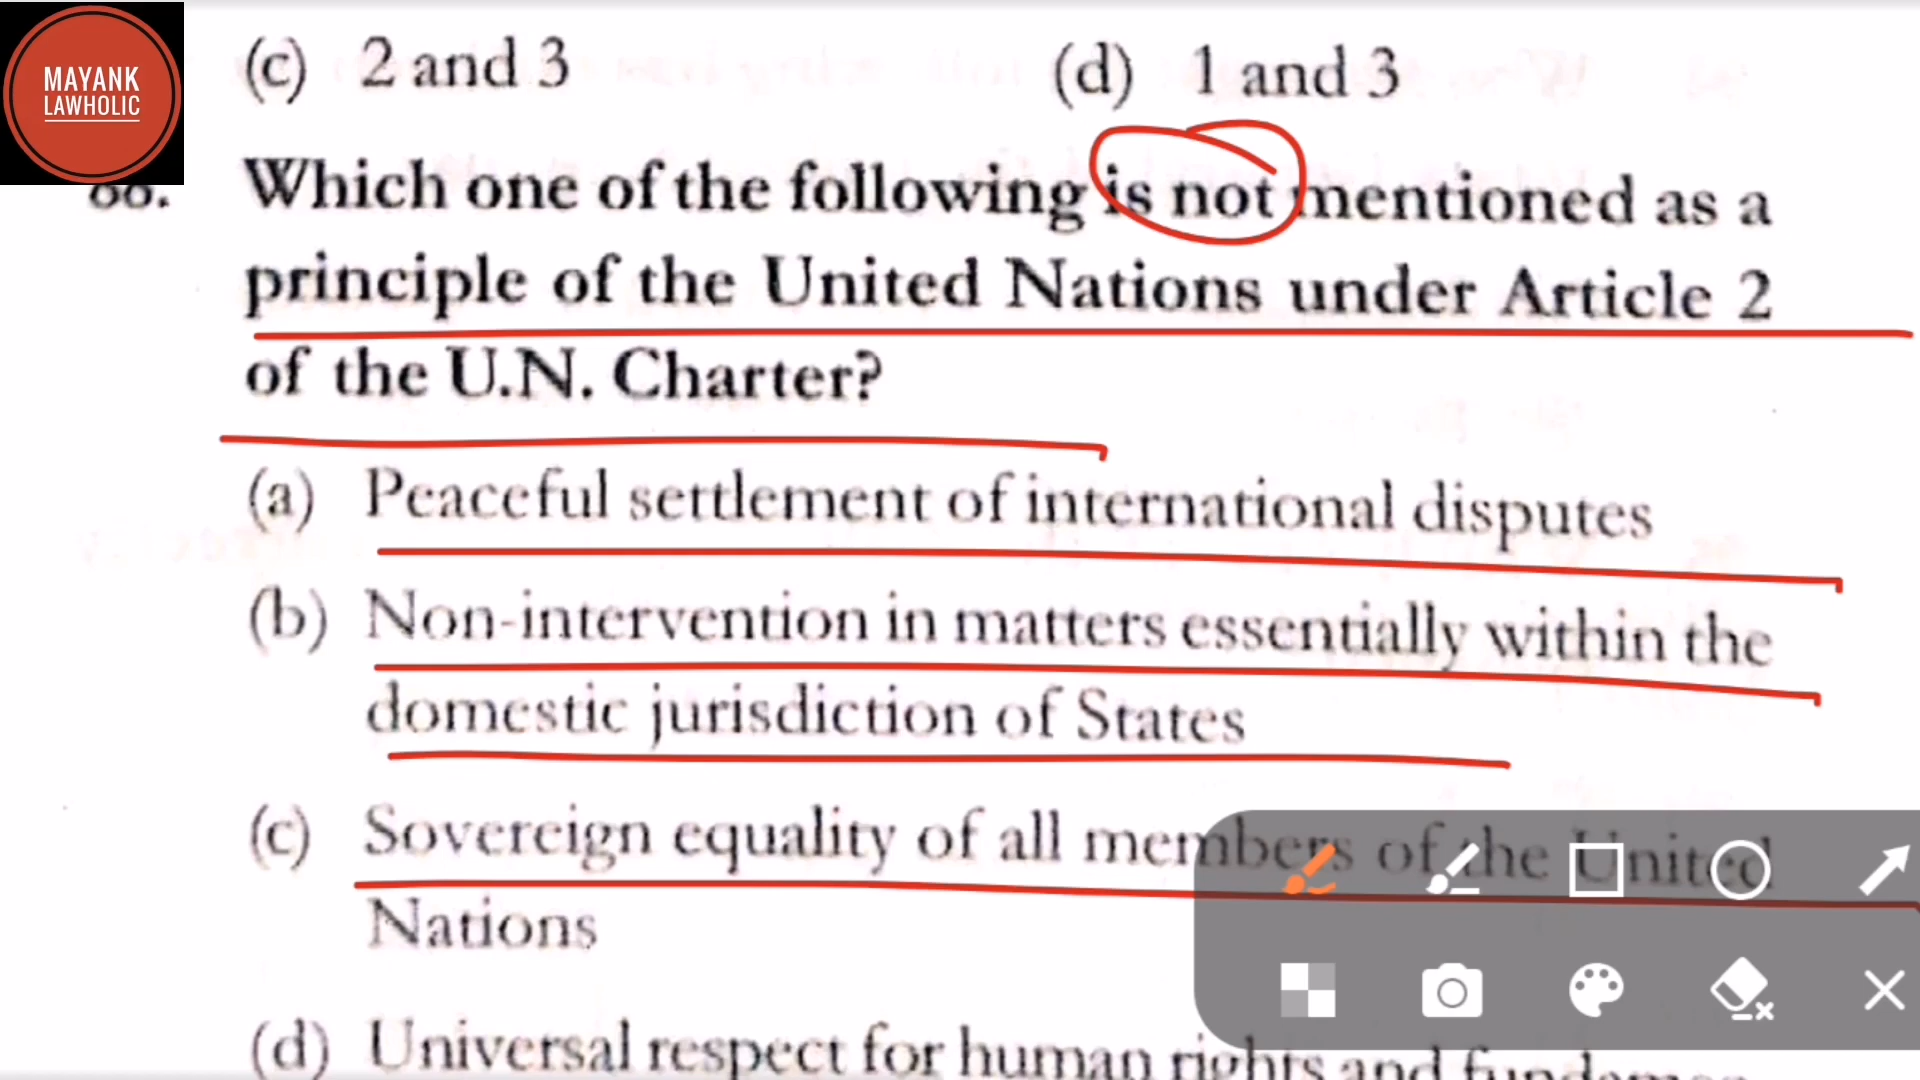 MAYANK
LAWHOLIC
(c) 2 and 3 (d) 1 and 3
Which one of the following is not mentioned as a
principle of the United Nations under Article 2
of the U.N. Charter?
(a) Peaceful settlement of international disputes
(b) Non-intervention in matters essentially within the
domestic jurisdiction of States
(c) Sovereign equality of all members of the United
Nations
(d) Universal respect for human rights and